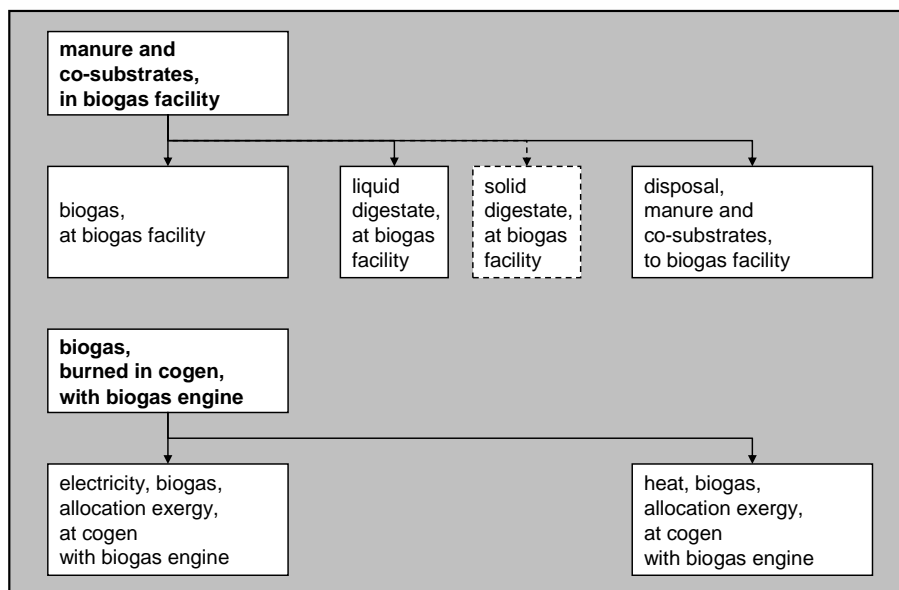 manure and
co-substrates,
in biogas facility
biogas,
at biogas facility
liquid
digestate,
at biogas
facility
solid
digestate,
at biogas
facility
disposal,
manure and
co-substrates,
to biogas facility
biogas,
burned in cogen,
with biogas engine
electricity, biogas,
allocation exergy,
at cogen
with biogas engine
heat, biogas,
allocation exergy,
at cogen
with biogas engine